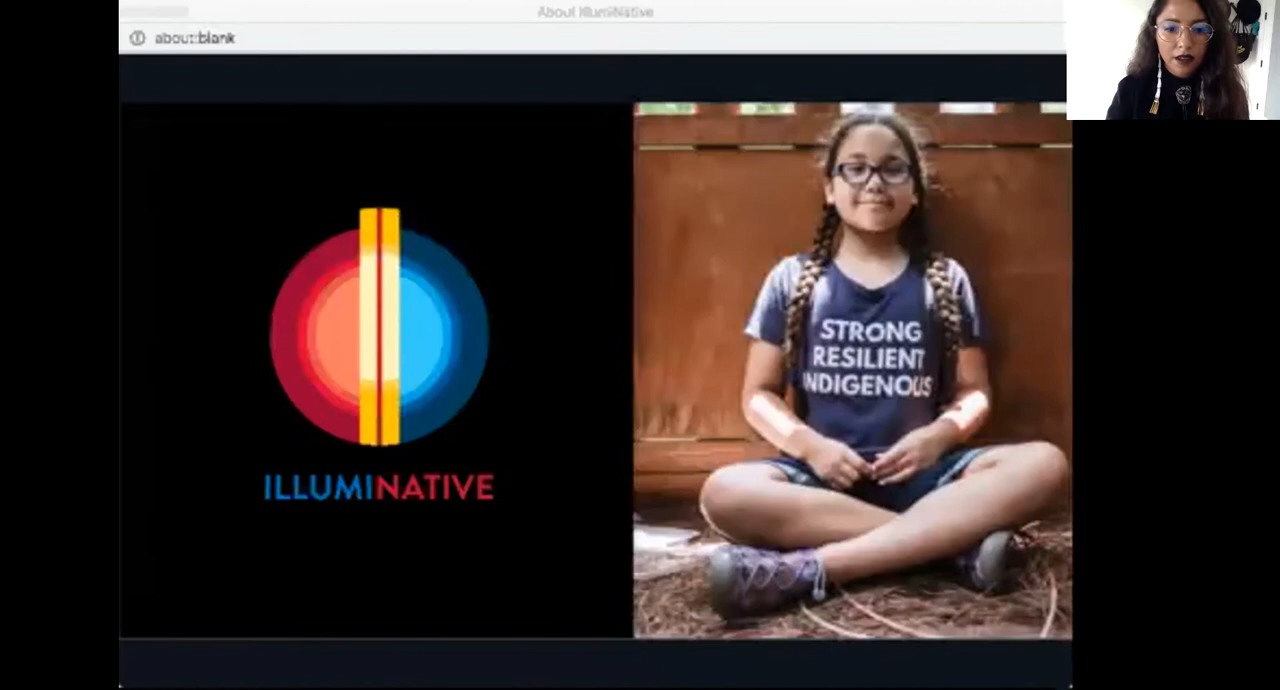 About IllumiNative
about:blank
ILLUMINATIVE
STRONG
RESILIENT
INDIGENOUS